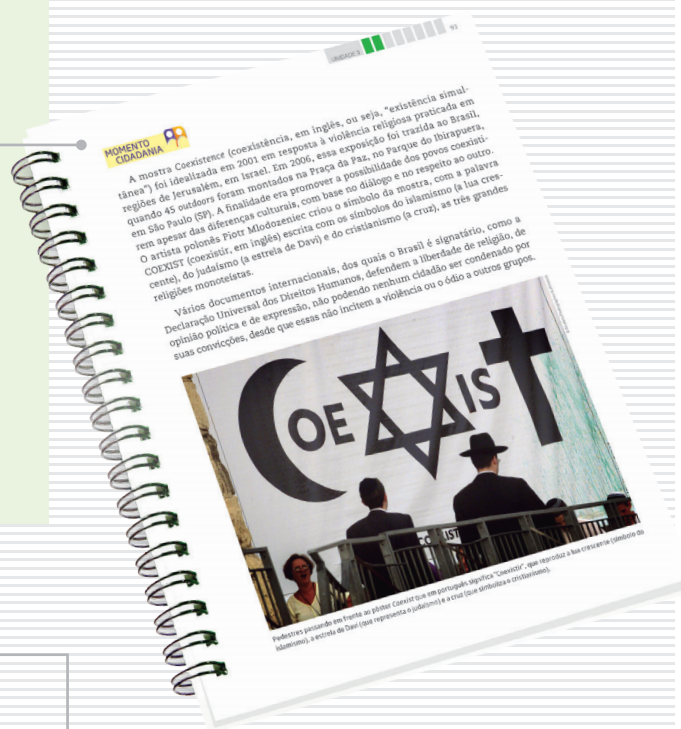 UNIDADE 3 93
MOMENTO
CIDADANIA
A mostra Coexistence (coexistência, em inglês, ou seja, “existência simul-
tânea”) foi idealizada em 2001 em resposta à violência religiosa praticada em
regiões de Jerusalém, em Israel. Em 2006, essa exposição foi trazida ao Brasil,
quando 45 outdoors foram montados na Praça da Paz, no Parque do Ibirapuera,
em São Paulo (SP). A finalidade era promover a possibilidade dos povos coexisti-
rem apesar das diferenças culturais, com base no diálogo e no respeito ao outro.
O artista polonês Piotr Mlodozeniec criou o símbolo da mostra, com a palavra
COEXIST (coexistir, em inglês) escrita com os símbolos do islamismo (a lua cres-
cente), do judaísmo (a estrela de Davi) e do cristianismo (a cruz), as três grandes
religiões monoteístas.
Vários documentos internacionais, dos quais o Brasil é signatário, como a
Declaração Universal dos Direitos Humanos, defendem a liberdade de religião, de
opinião política e de expressão, não podendo nenhum cidadão ser condenado por
suas convicções, desde que essas não incitem a violência ou o ódio a outros grupos.
OE IS
Pedestres passando em frente ao pôster Coexist que em português significa “Coexistir”, que reproduz a lua crescente (símbolo do
islamismo), a estrela de Davi (que representa o judaísmo) e a cruz (que simboliza o cristianismo).